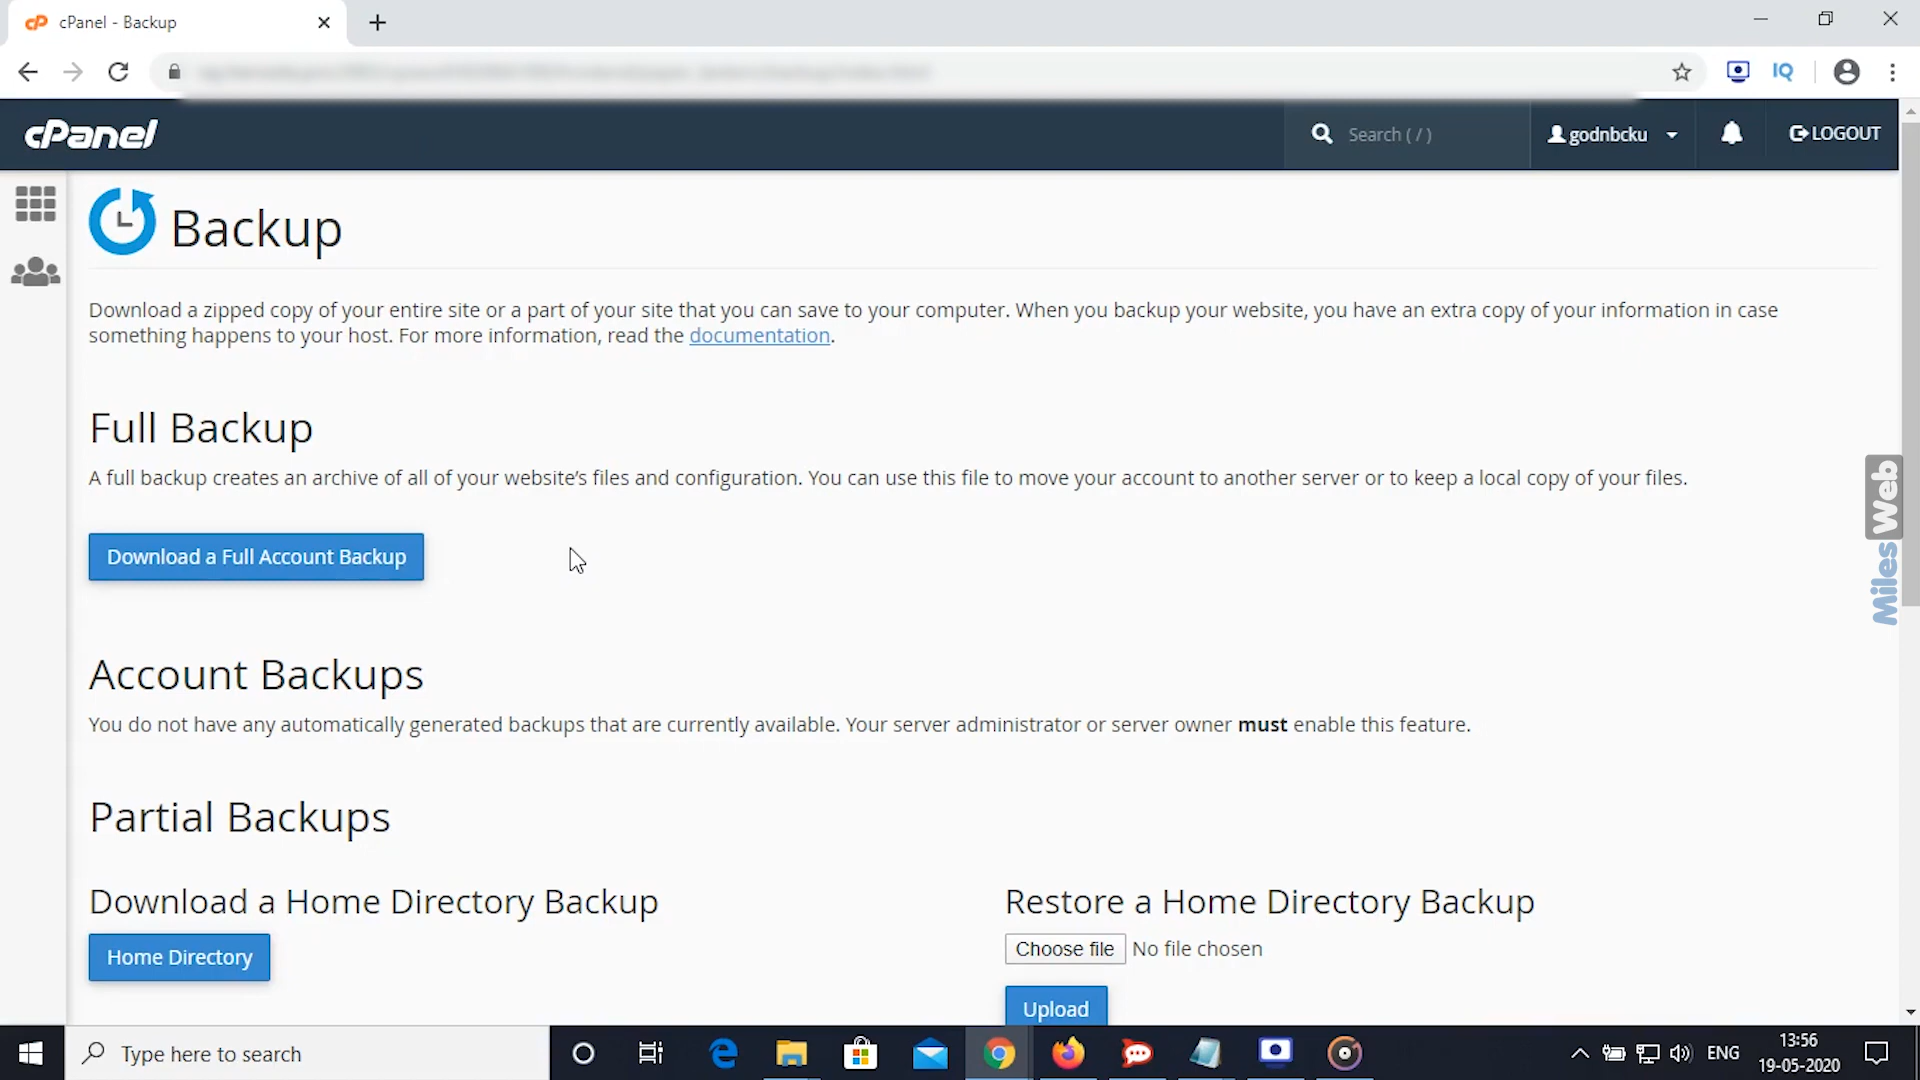 cPanel - Backup
IQ
cPanel
Search ( / )
godnbcku
LOGOUT
Backup
Download a zipped copy of your entire site or a part of your site that you can save to your computer. When you backup your website, you have an extra copy of your information in case
something happens to your host. For more information, read the documentation.
Full Backup
A full backup creates an archive of all of your website’s files and configuration. You can use this file to move your account to another server or to keep a local copy of your files.
Download a Full Account Backup
MilesWeb
Account Backups
You do not have any automatically generated backups that are currently available. Your server administrator or server owner must enable this feature.
Partial Backups
Download a Home Directory Backup
Home Directory
Restore a Home Directory Backup
Choose file No file chosen
Upload
Type here to search
ENG
13:56
19-05-2020